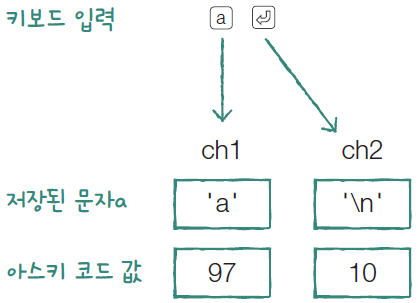 키보드 입력 a ↵
ch1 ch2
저장된 문자a 'a' '\n'
아스키 코드 값 97 10